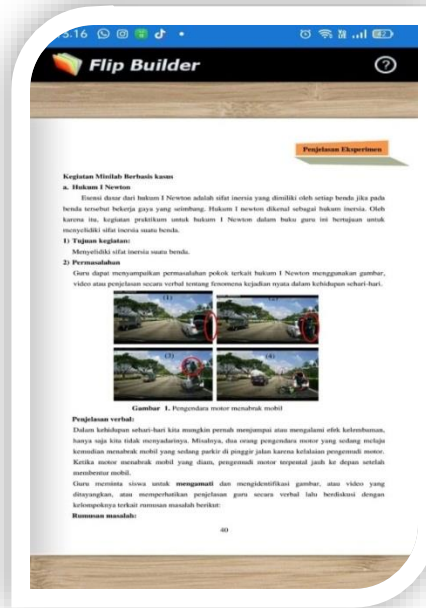 5.16
Flip Builder
Penjelasan Eksperimen
Kegiatan Minilab Berbasis kasus
a. Hukum I Newton
Esensi dasar dari hukum I Newton adalah sifat inersia yang dimiliki oleh setiap benda jika pada
benda tersebut bekerja gaya yang seimbang. Hukum I newton dikenal sebagai hukum inersia. Oleh
karena itu, kegiatan praktikum untuk hukum I Newton dalam buku guru ini bertujuan untuk
menyelidiki sifat inersia suatu benda.
1) Tujuan kegiatan:
Menyelidiki sifat inersia suatu benda.
2) Permasalahan
Guru dapat menyampaikan permasalahan pokok terkait hukum I Newton menggunakan gambar,
video atau penjelasan secara verbal tentang fenomena kejadian nyata dalam kehidupan sehari-hari.
(1)
(2)
(3)
(4)
Gambar 1. Pengendara motor menabrak mobil
Penjelasan verbal:
Dalam kehidupan sehari-hari kita mungkin pernah menjumpai atau mengalami efek kelembaman,
hanya saja kita tidak menyadarinya. Misalnya, dua orang pengendara motor yang sedang melaju
kemudian menabrak mobil yang sedang parkir di pinggir jalan karena kelalaian pengemudi motor.
Ketika motor menabrak mobil yang diam, pengemudi motor terpental jauh ke depan setelah
membentur mobil.
Guru meminta siswa untuk mengamati dan mengidentifikasi gambar, atau video yang
ditayangkan, atau memperhatikan penjelasan guru secara verbal lalu berdiskusi dengan
kelompoknya terkait rumusan masalah berikut:
Rumusan masalah:
40